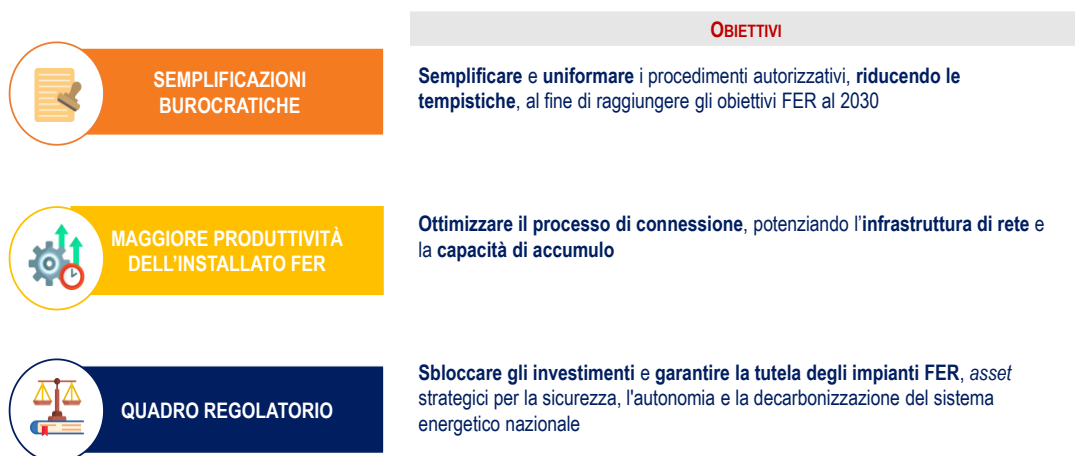 OBIETTIVI
SEMPLIFICAZIONI
BUROCRATICHE
Semplificare e uniformare i procedimenti autorizzativi, riducendo le
tempistiche, al fine di raggiungere gli obiettivi FER al 2030
MAGGIORE PRODUTTIVITÀ
DELL'INSTALLATO FER
Ottimizzare il processo di connessione, potenziando l'infrastruttura di rete e
la capacità di accumulo
QUADRO REGOLATORIO
Sbloccare gli investimenti e garantire la tutela degli impianti FER, asset
strategici per la sicurezza, l'autonomia e la decarbonizzazione del sistema
energetico nazionale